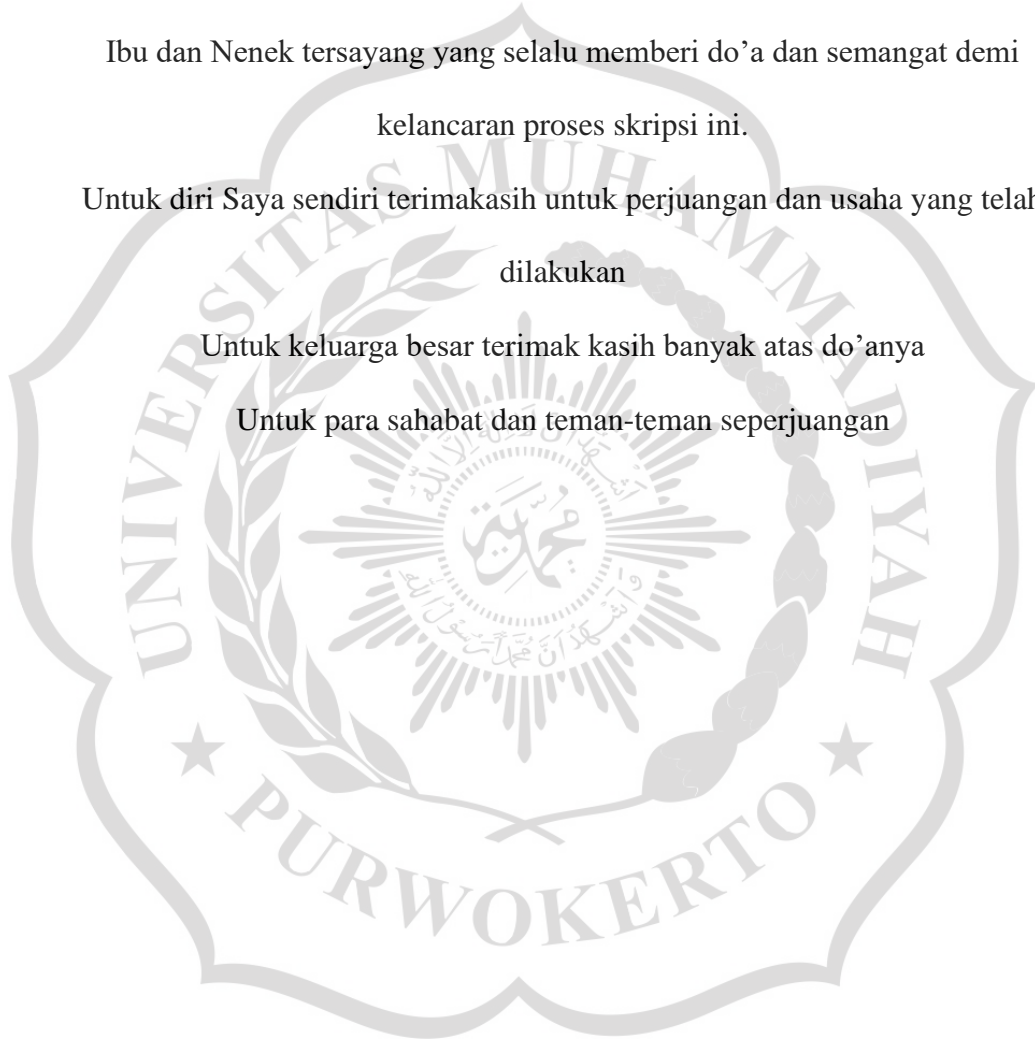 Ibu dan Nenek tersayang yang selalu memberi do’a dan semangat demi
kelancaran proses skripsi ini.
Untuk diri Saya sendiri terimakasih untuk perjuangan dan usaha yang telah
dilakukan
Untuk keluarga besar terimak kasih banyak atas do’anya
Untuk para sahabat dan teman-teman seperjuangan
UNIVERSITAS MUHAMMADIYAH
PURWOKERTO